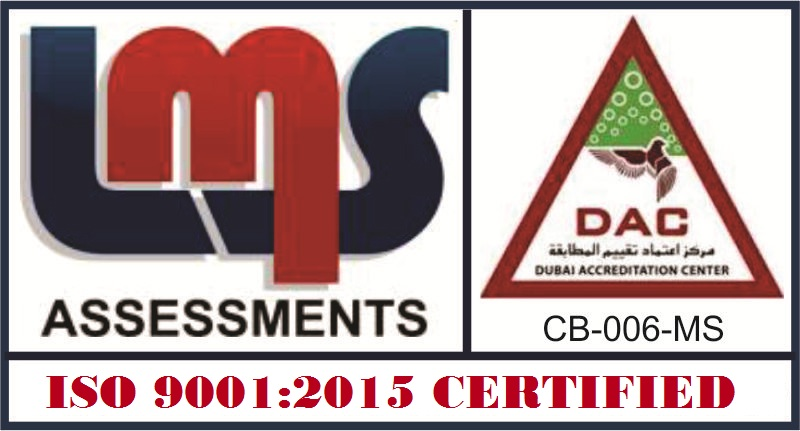 LMS
ASSESSMENTS
DAC
مركز اعتماد تقييم المطابقة
DUBAI ACCREDITATION CENTER
CB-006-MS
ISO 9001:2015 CERTIFIED